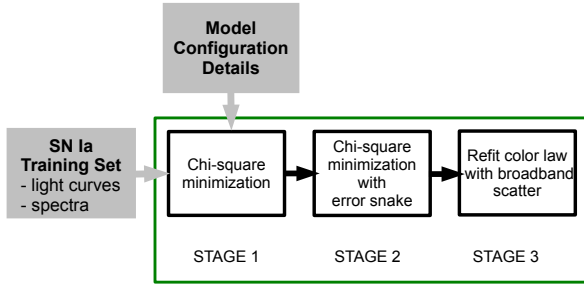 Model
Configuration
Details
SN Ia
Training Set
- light curves
- spectra
Chi-square
minimization
Chi-square
minimization
with
error snake
Refit color law
with broadband
scatter
STAGE 1
STAGE 2
STAGE 3